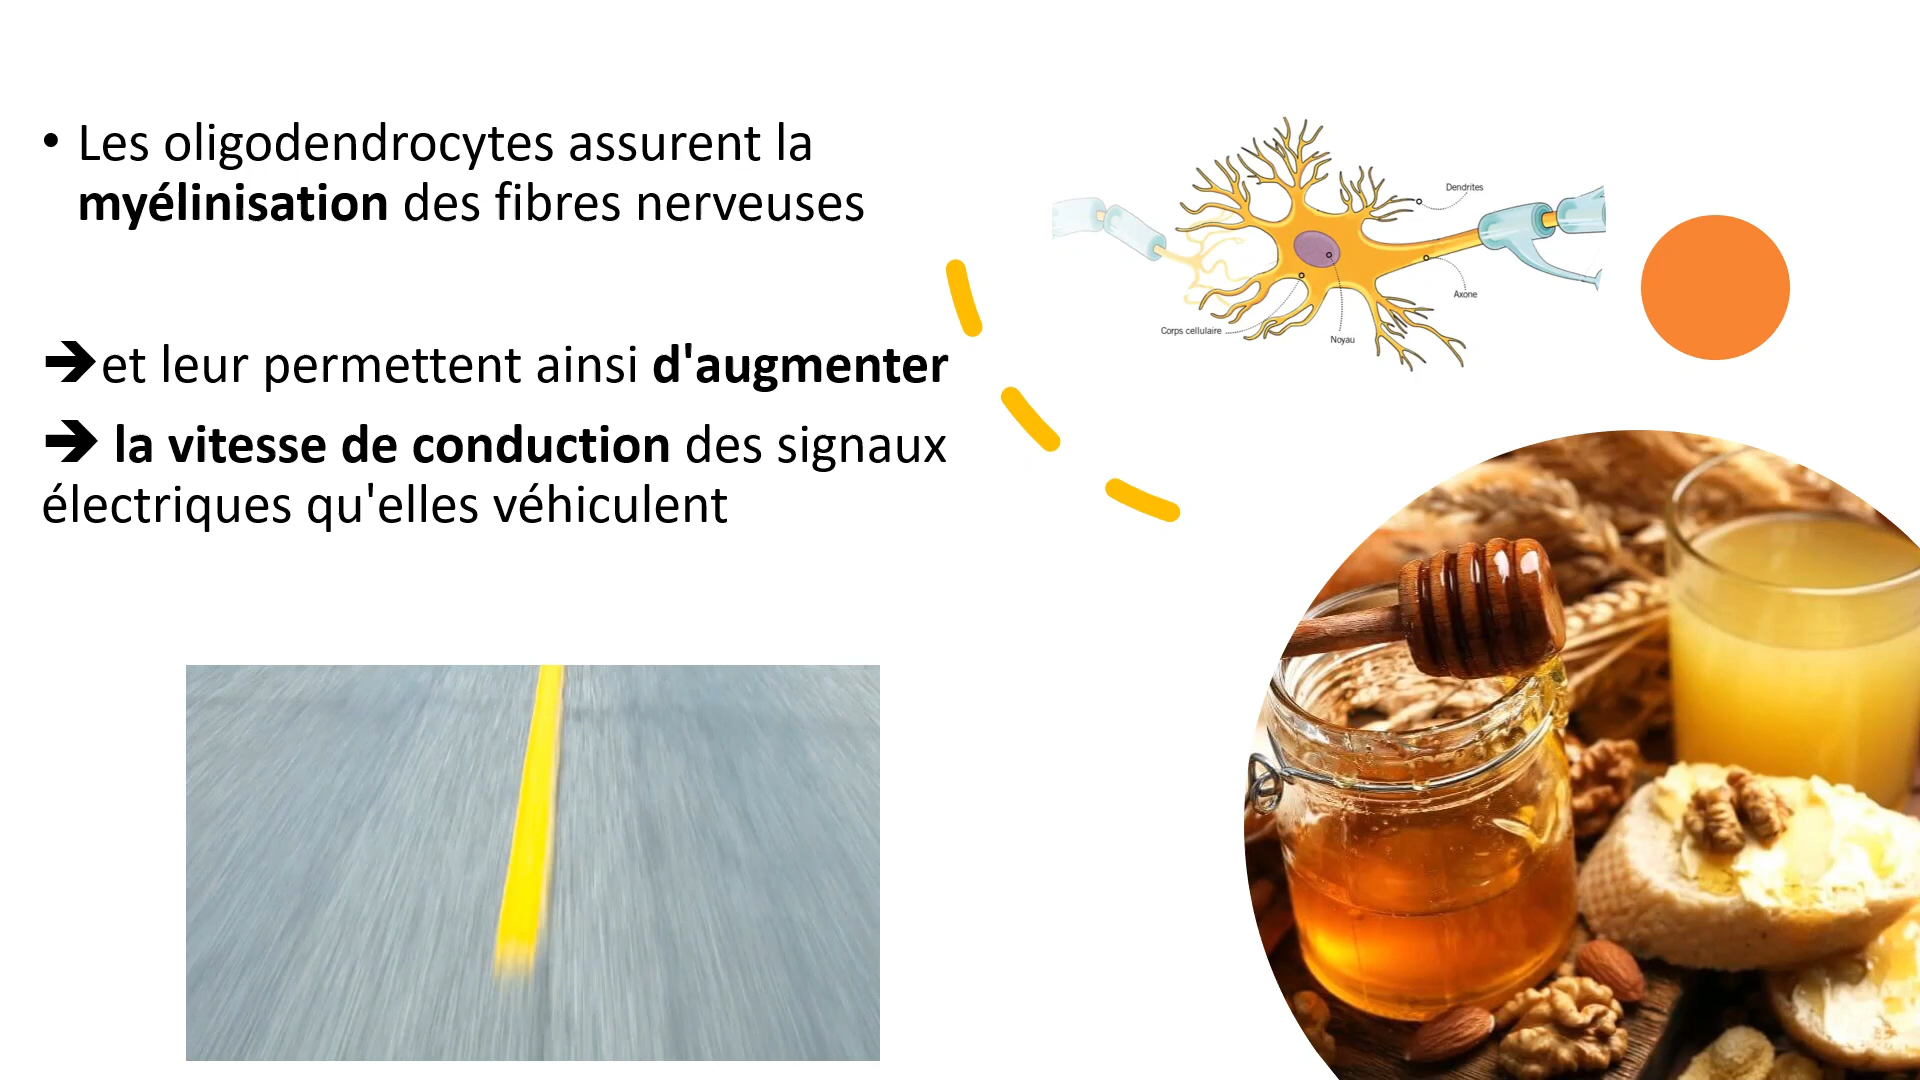 • Les oligodendrocytes assurent la
myélinisation des fibres nerveuses
➔et leur permettent ainsi d'augmenter
➔ la vitesse de conduction des signaux
électriques qu'elles véhiculent
Dendrites
Axone
Corps cellulaire
Noyau